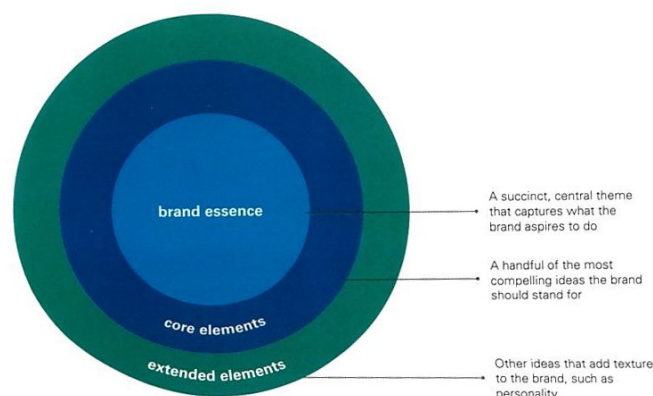 brand essence
A succinct, central theme
that captures what the
brand aspires to do
A handful of the most
compelling ideas the brand
should stand for
core elements
extended elements
Other ideas that add texture
to the brand, such as
personality